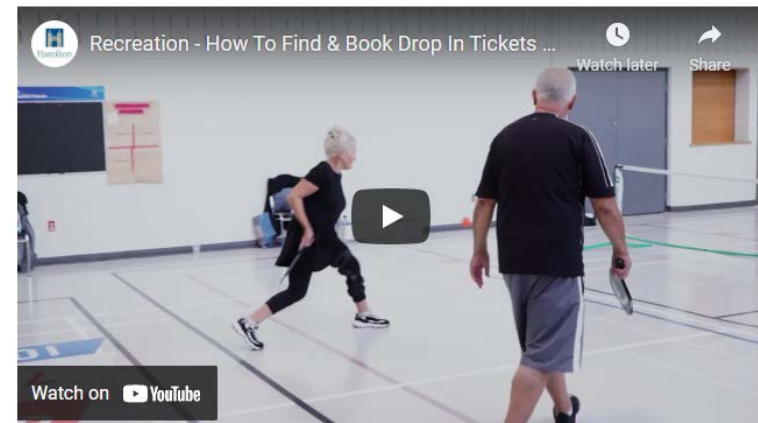 Hamilton
Recreation - How To Find & Book Drop In Tickets ...
Watch later
Share
Watch on YouTube